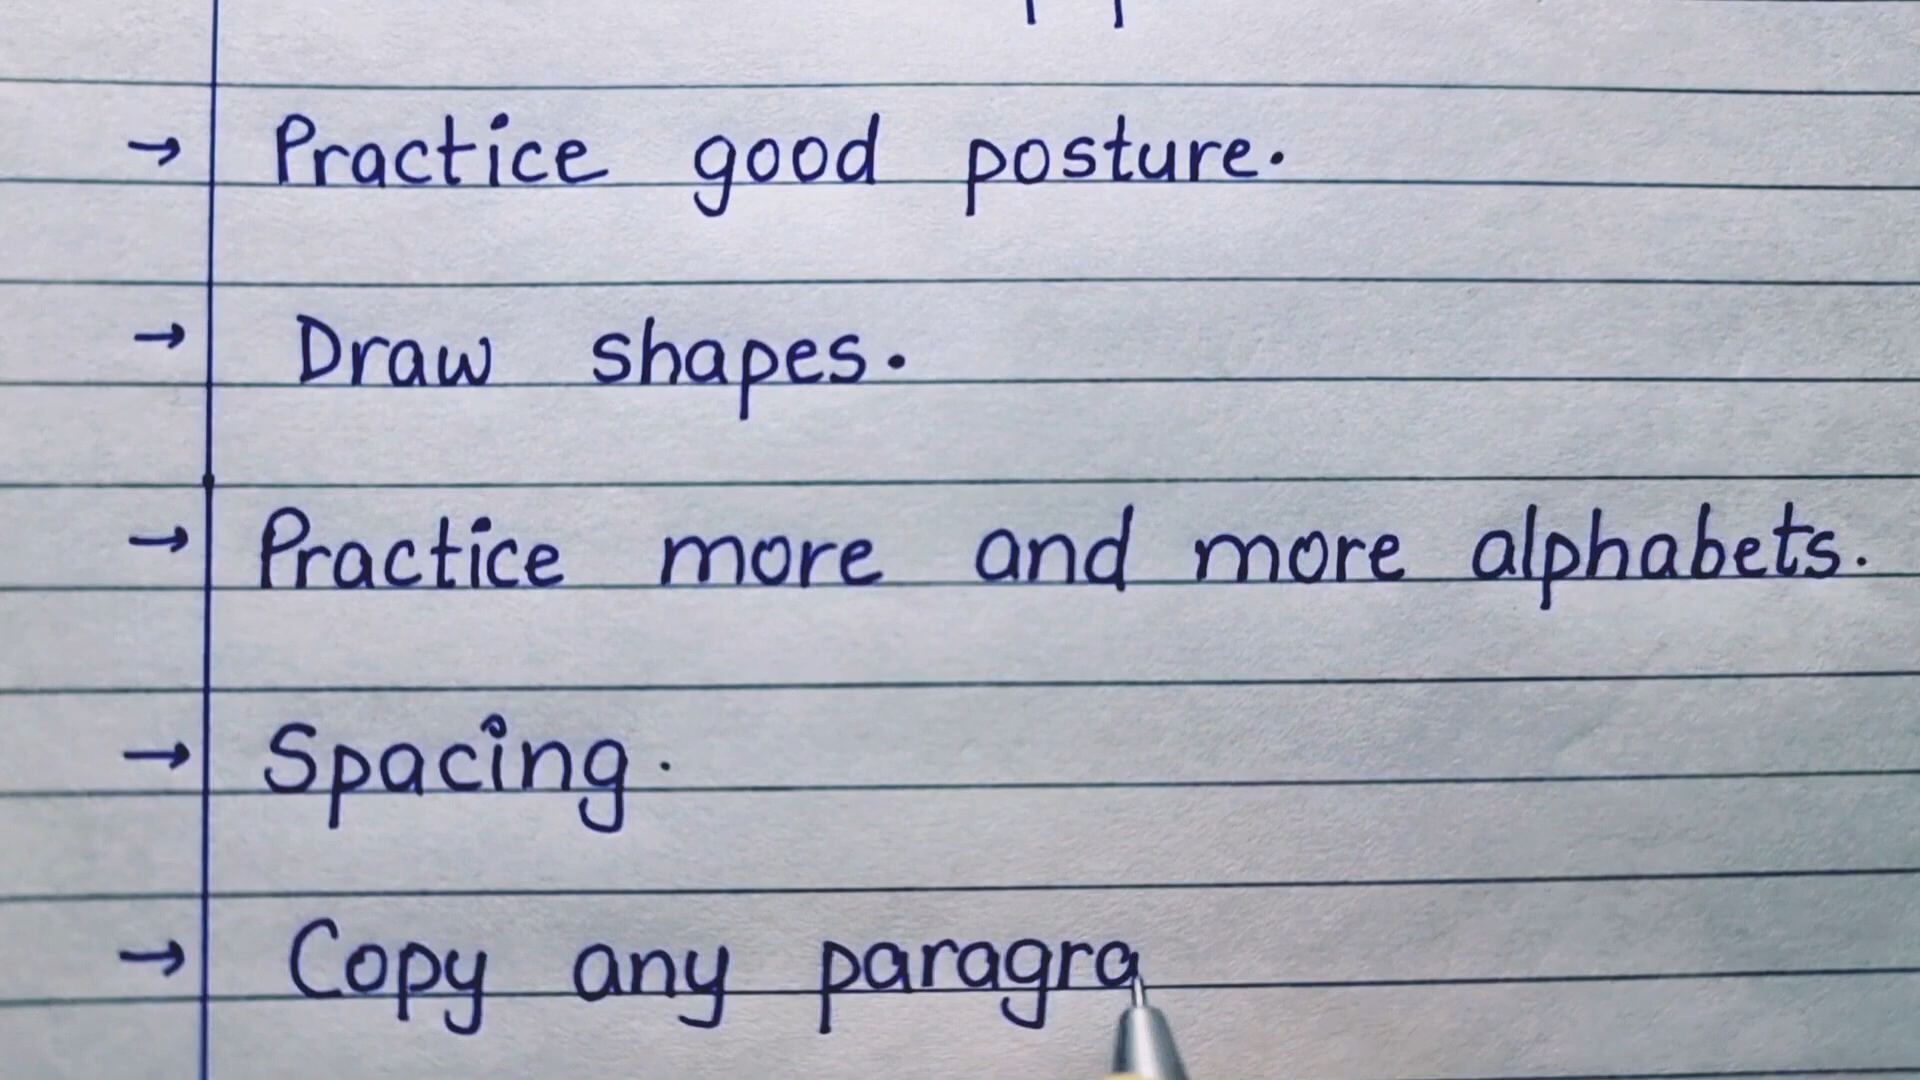 → Practice good posture.
→ Draw shapes.
→ Practice more and more alphabets.
→ Spacing.
→ Copy any paragra